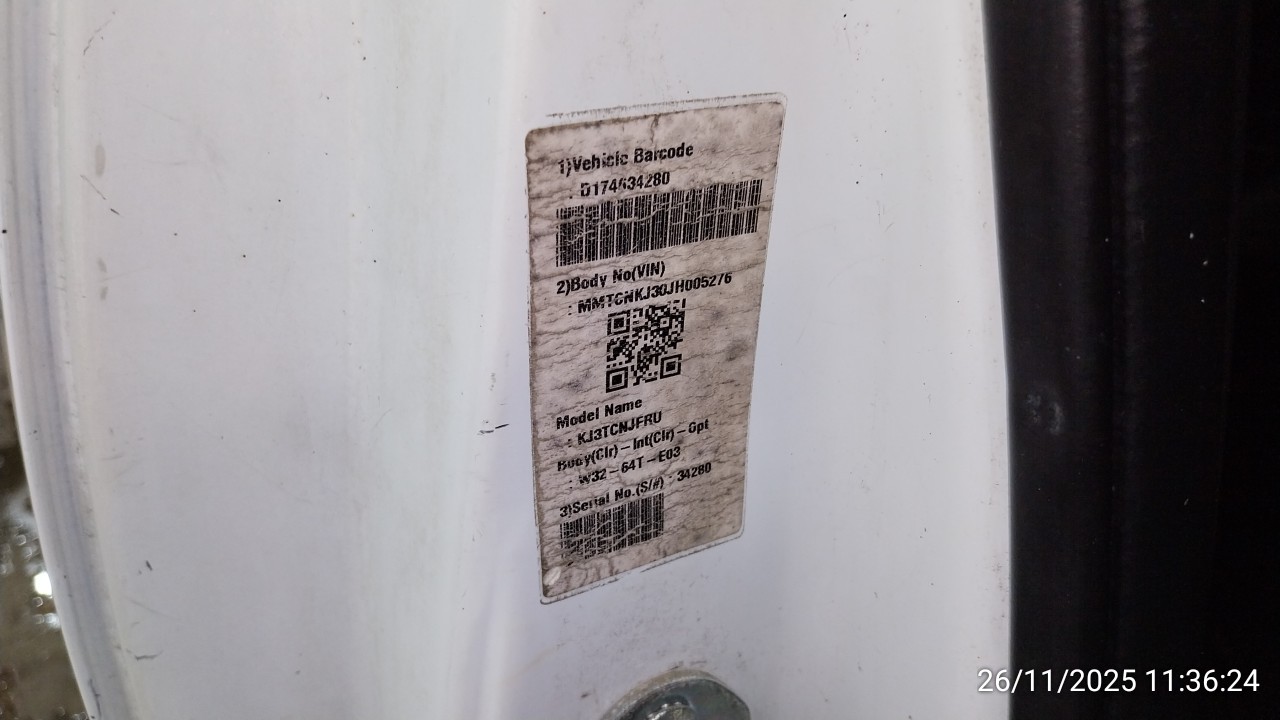 1)Vehicle Barcode
: D174634280
2)Body No(VIN)
: MMTCNKJ30JH005276
Model Name
: KJ3TCNJFRU
Body(Clr)-Int(Clr)-Opt
: W32-64T-E03
3)Serial No.(S/#) : 34280
26/11/2025 11:36:24